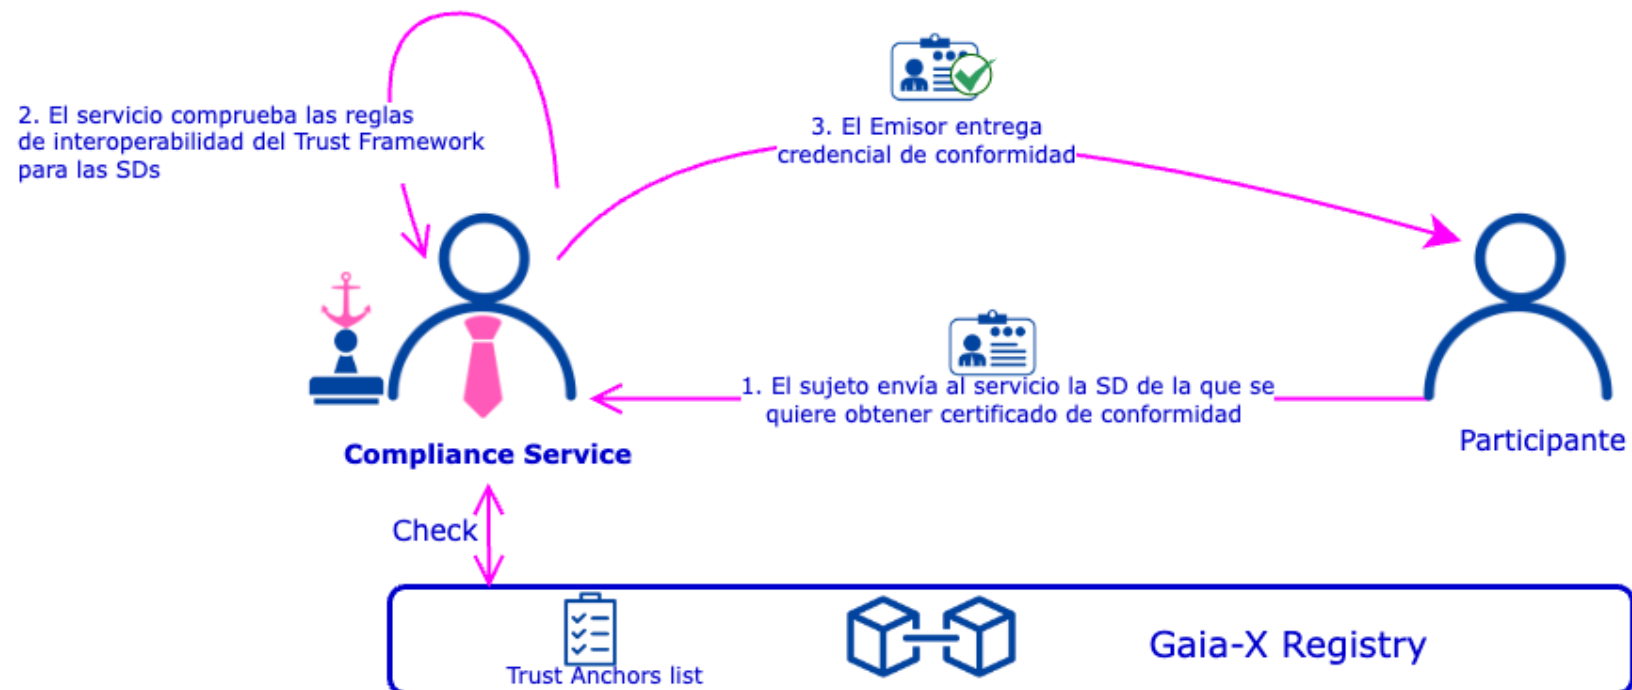 2. El servicio comprueba las reglas
de interoperabilidad del Trust Framework
para las SDs
3. El Emisor entrega
credencial de conformidad
1. El sujeto envía al servicio la SD de la que se
quiere obtener certificado de conformidad
Compliance Service
Participante
Check
Trust Anchors list
Gaia-X Registry